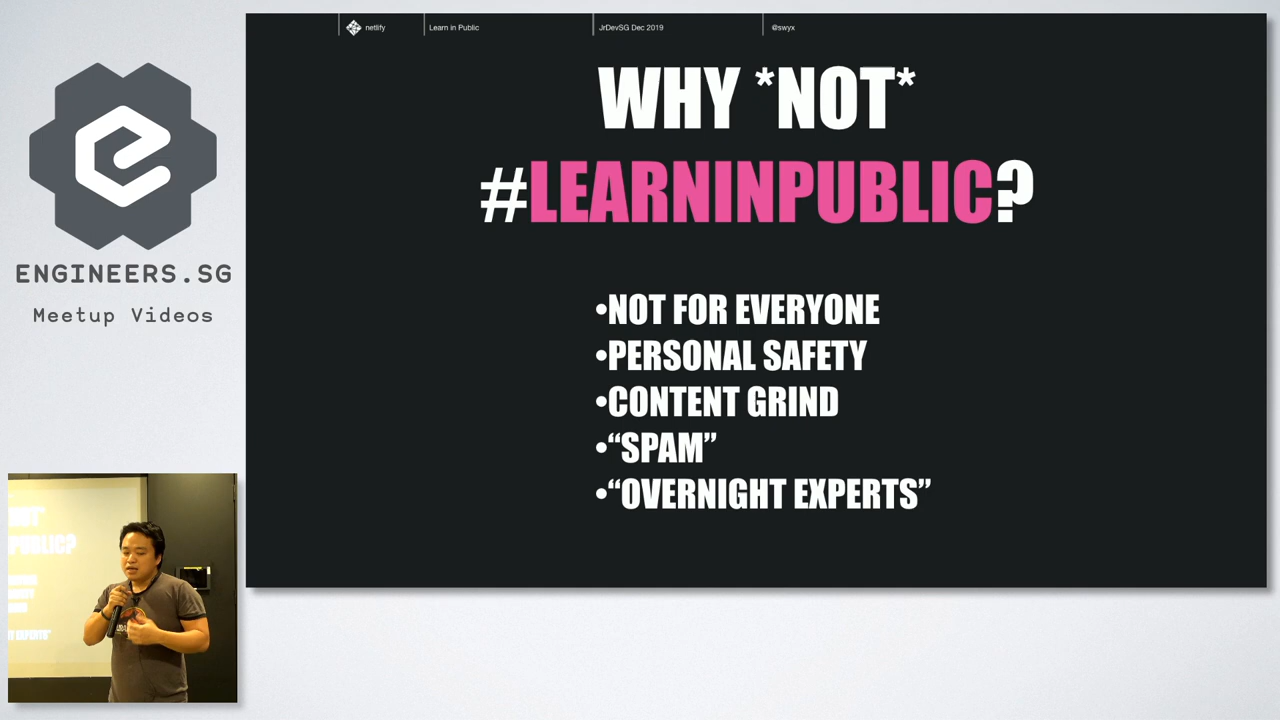 netlify
Learn in Public
JrDevSG Dec 2019
@swyx
WHY *NOT*
#LEARNINPUBLIC?
•NOT FOR EVERYONE
•PERSONAL SAFETY
•CONTENT GRIND
•“SPAM”
•“OVERNIGHT EXPERTS”
ENGINEERS.SG
Meetup Videos
PUBLIC?